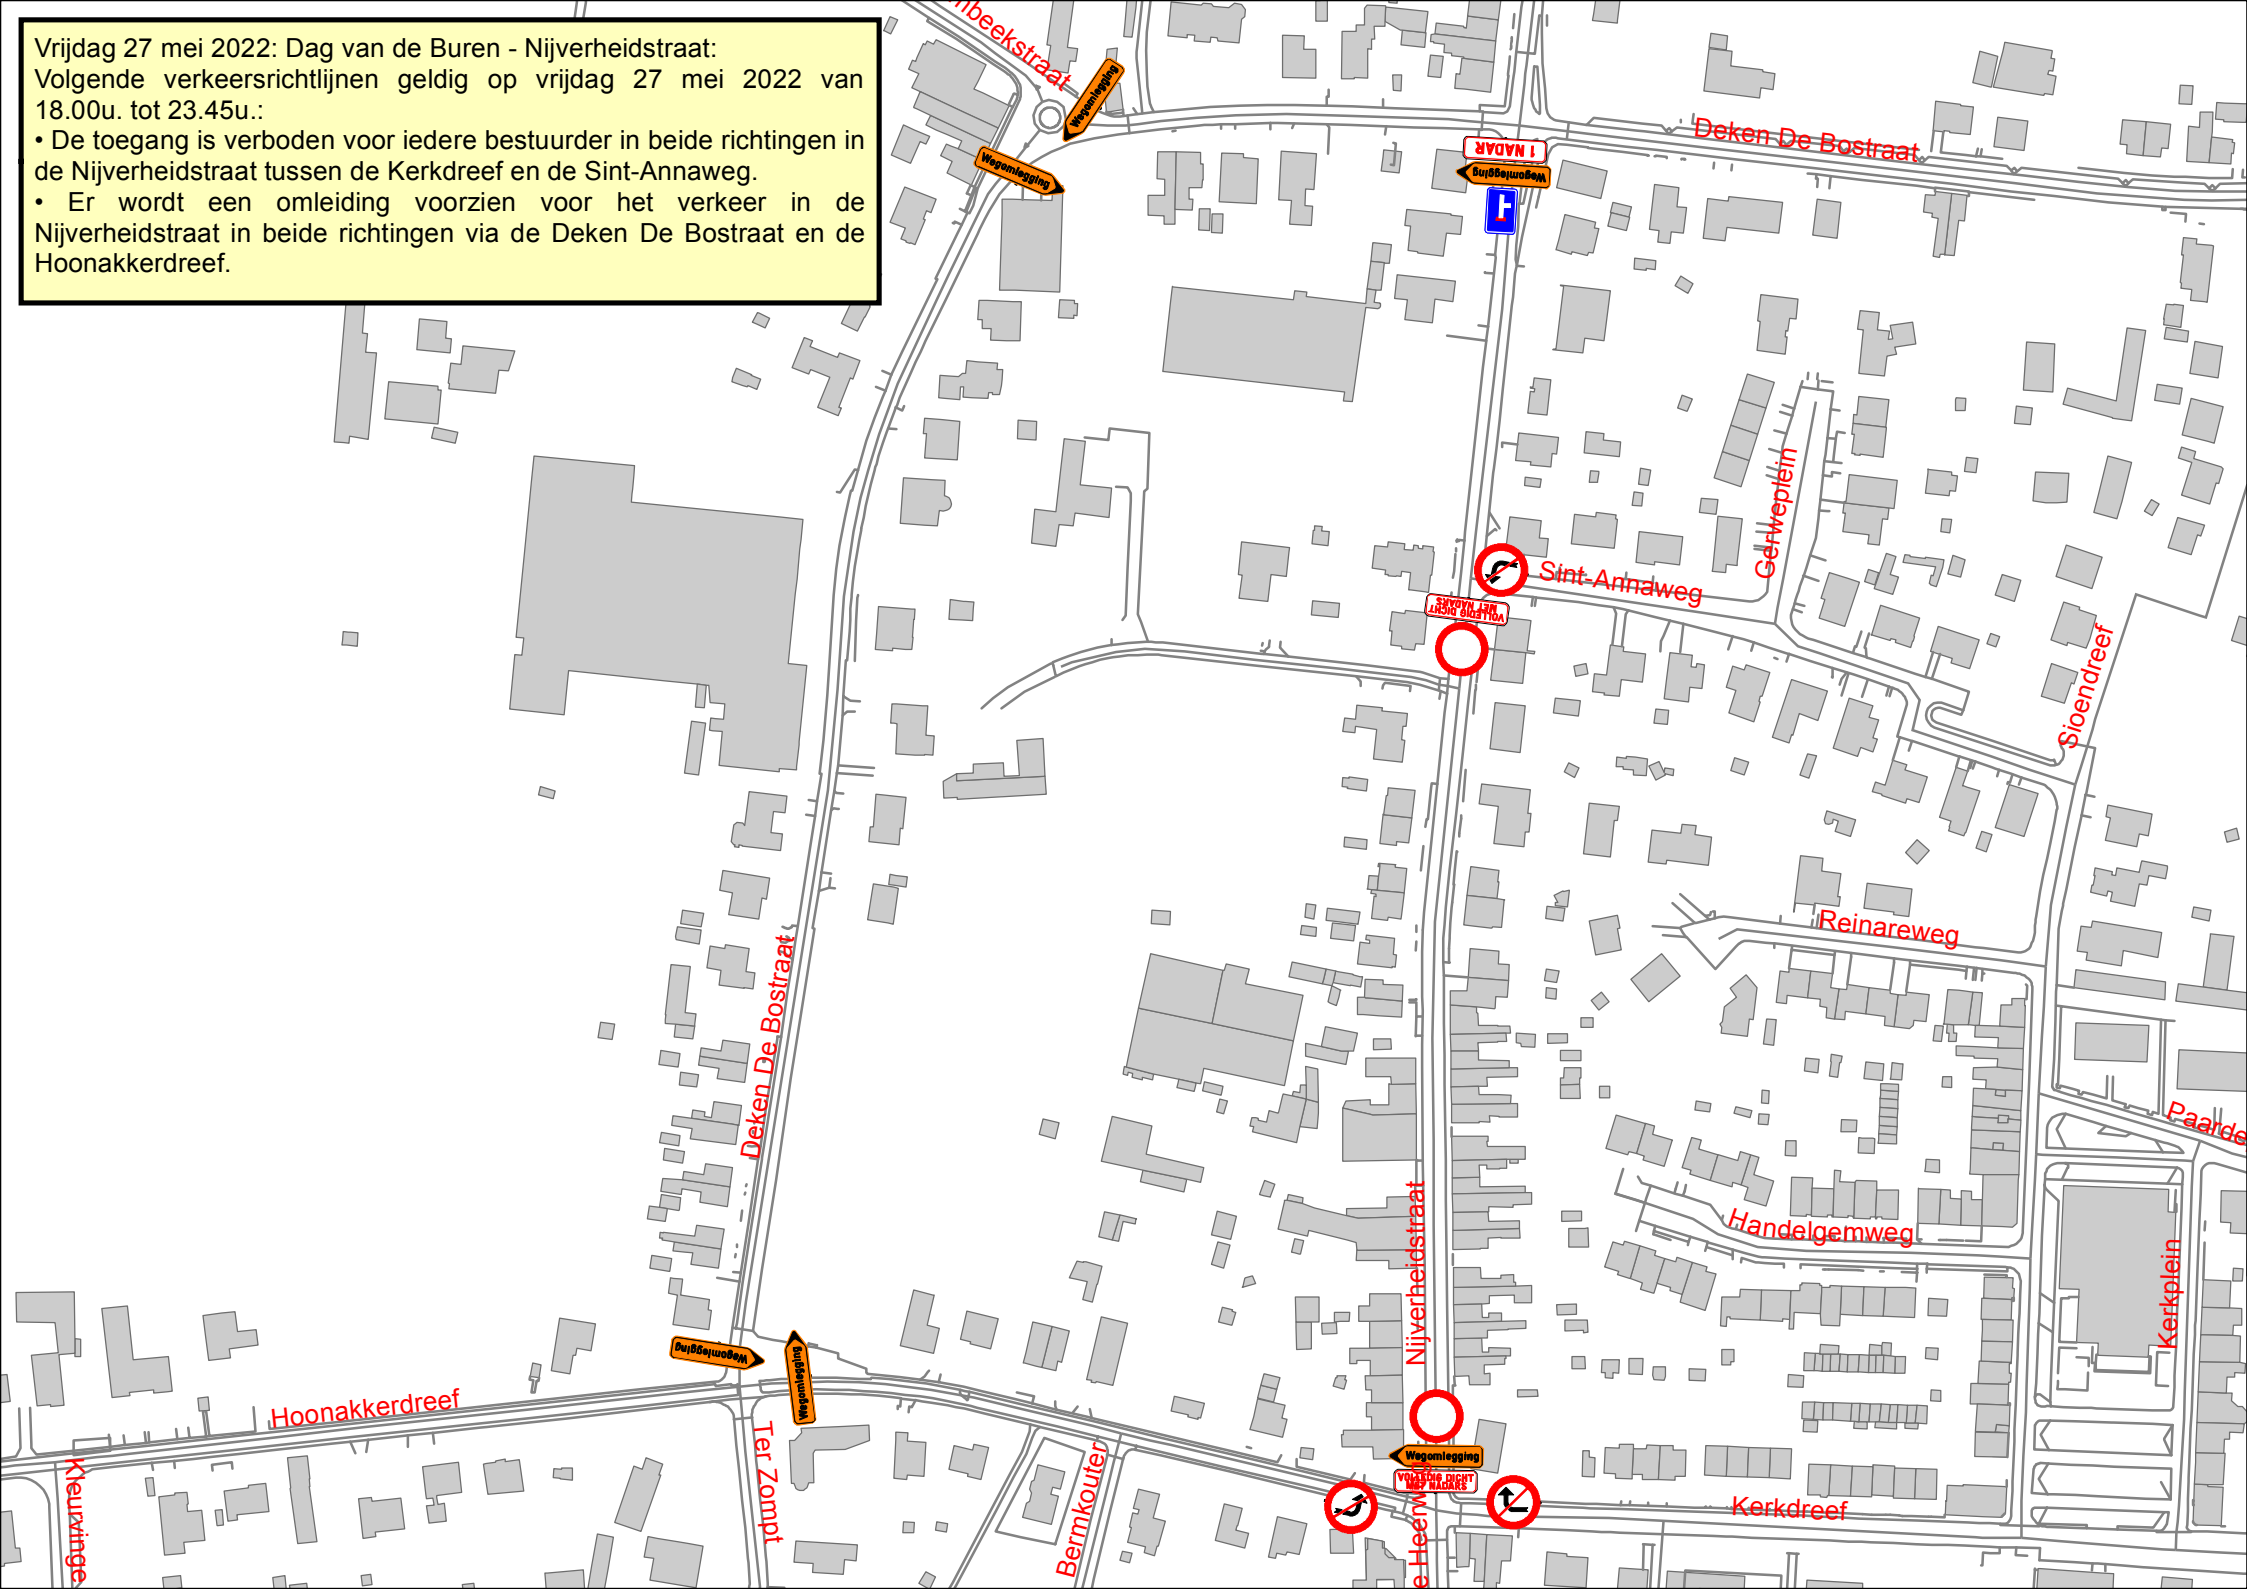 Vrijdag 27 mei 2022: Dag van de Buren - Nijverheidstraat:
Volgende verkeersrichtlijnen geldig op vrijdag 27 mei 2022 van
18.00u. tot 23.45u.:
• De toegang is verboden voor iedere bestuurder in beide richtingen in
de Nijverheidstraat tussen de Kerkdreef en de Sint-Annaweg.
• Er wordt een omleiding voorzien voor het verkeer in de
Nijverheidstraat in beide richtingen via de Deken De Bostraat en de
Hoonakkerdreef.
mbeekstraat
Wegomlegging
Wegomlegging
Deken De Bostraat
1 NADAR
Wegomlegging
Gerweplein
Sint-Annaweg
VOLLEDIG DICHT
MET NADARS
Sioendreef
Reinareweg
Deken De Bostraat
Paarde
Nijverheidstraat
Handelgemweg
Kerkplein
Wegomlegging
Wegomlegging
Hoonakkerdreef
Kleurvinge
Ter Zompt
Bermkouter
Wegomlegging
VOLLEDIG DICHT
MET NADARS
e Heerweg
Kerkdreef